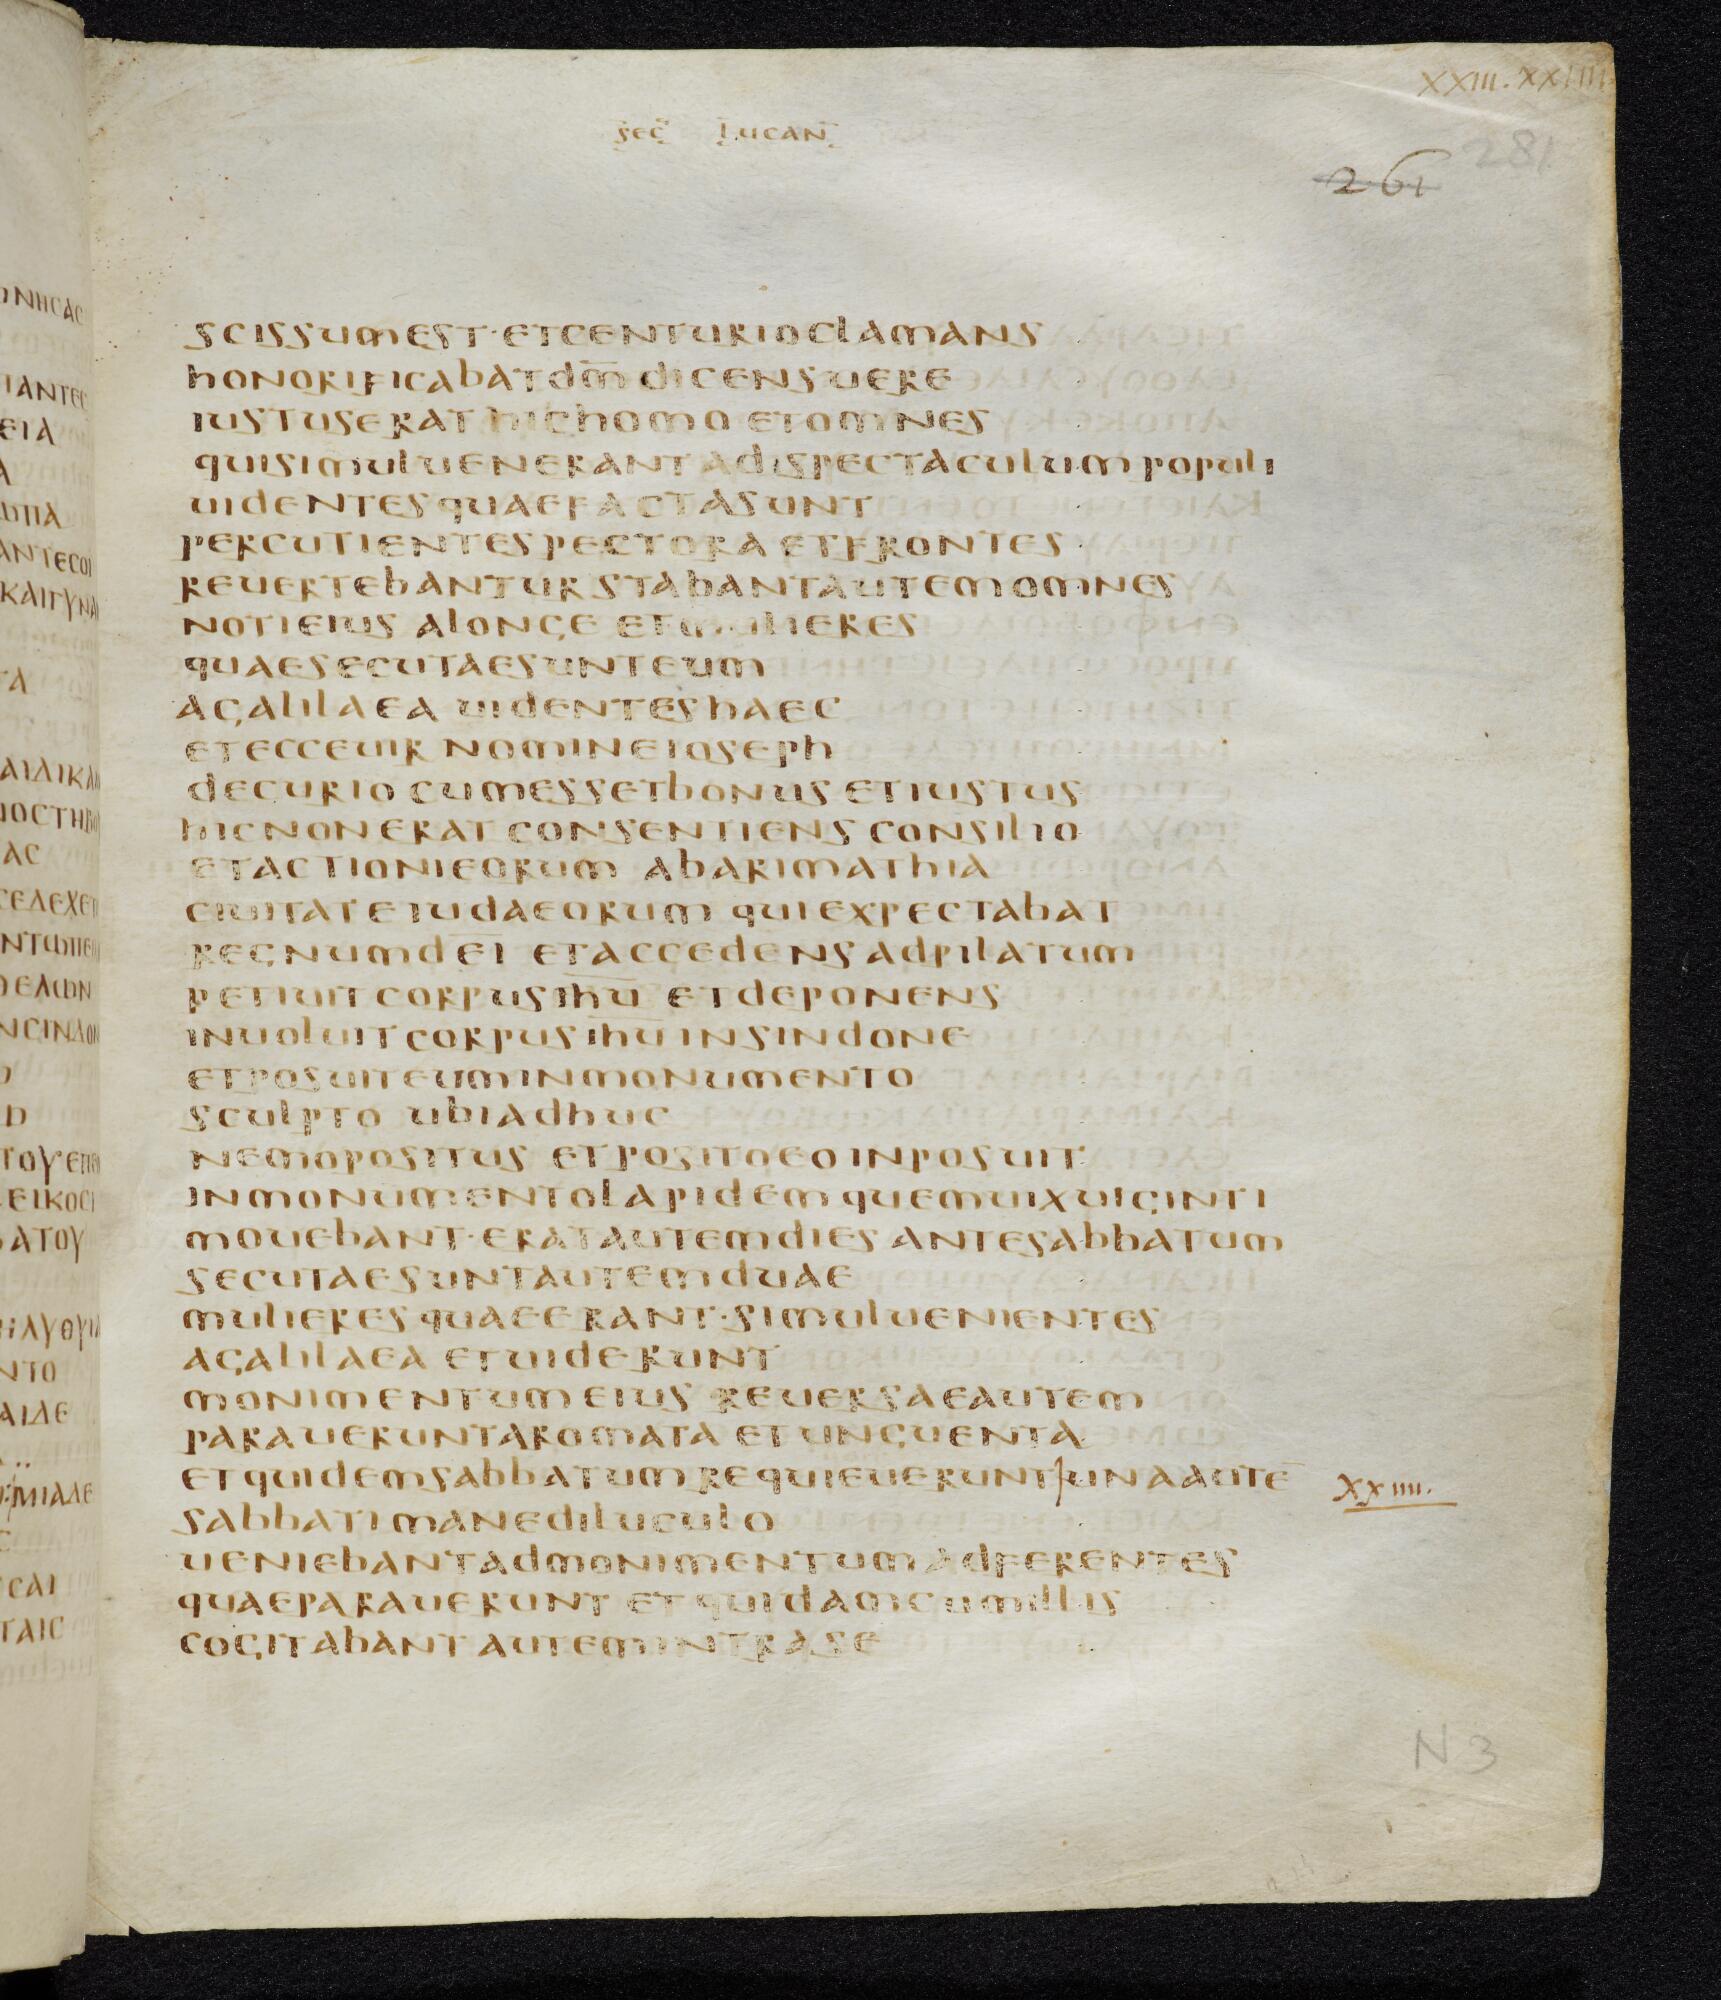 XXIII. XXIIII
sec lucan
281
261
scissum est · et centurio clamans
honorificabat dm̅ dicens uere
iustus erat hic homo et omnes
qui simul uenerant ad spectaculum populi
uidentes quae facta sunt
percutientes pectora et frontes
reuertebantur stabant autem omnes
noti eius a longe et mulieres
quae secutae sunt eum
a galilaea uidentes haec
et ecce uir nomine ioseph
decurio cum esset bonus et iustus
hic non erat consentiens consilio
et actioni eorum ab arimathia
ciuitate iudaeorum qui expectabat
regnum dei̅ et accedens ad pilatum
petiuit corpus ihu̅ et deponens
inuoluit corpus ihu̅ in sindone
et posuit eum in monumento
sculpto ubi adhuc
nemo positus et posito eo inposuit
in monumento lapidem quem uix uiginti
mouebant · erat autem dies ante sabbatum
secutae sunt autem duae
mulieres quae erant · simul uenientes
a galilaea et uiderunt
monimentum eius reuersae autem
parauerunt aromata et unguenta
et quidem sabbatum requieuerunt una aute̅ XXIIII.
sabbati mane diluculo
ueniebant ad monimentum adferentes
quae parauerunt et quidam cum illis
cogitabant autem intra se
N 3